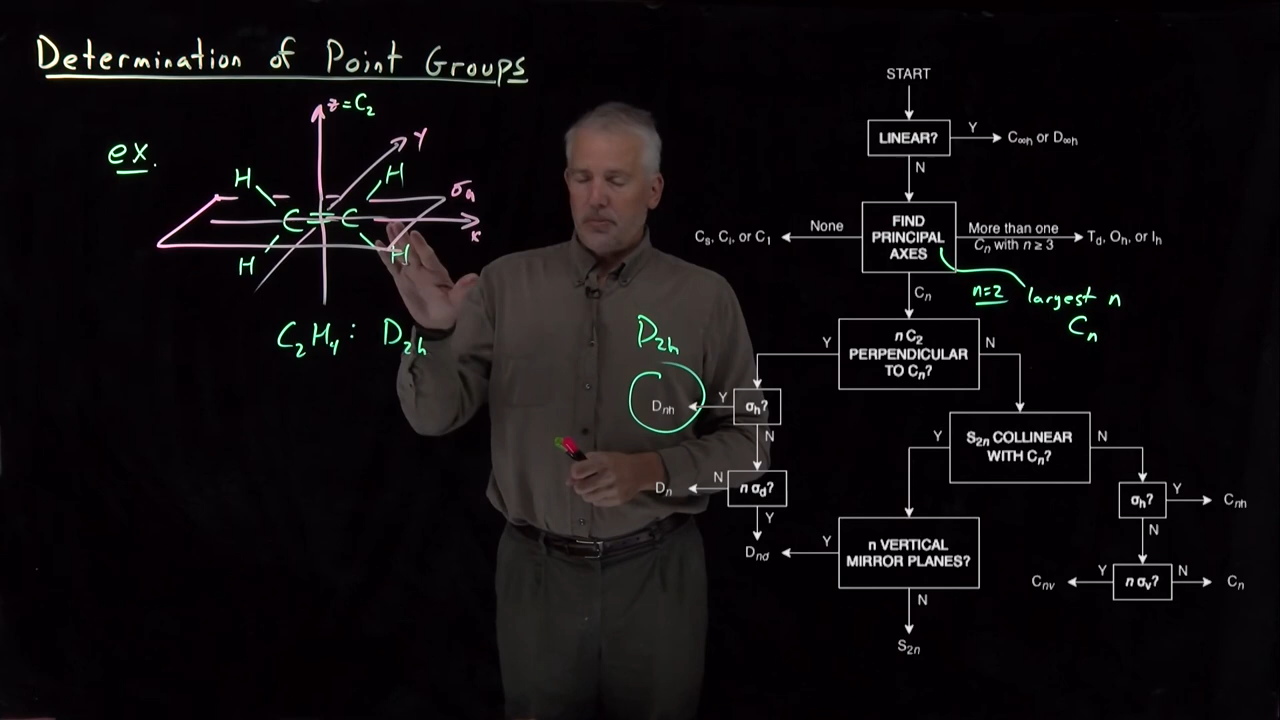 Determination of Point Groups
ex.
z=C₂
y
H
H
σₕ
C=C
x
H
H
C₂H₄: D₂ₕ
D₂ₕ
START
LINEAR?
Y
C∞h or D∞h
N
FIND
PRINCIPAL
AXES
None
Cs, Ci, or C1
More than one
Cn with n ≥ 3
Td, Oh, or Ih
Cn
n=2
largest n
Cn
n C2
PERPENDICULAR
TO Cn?
Y
N
σh?
Y
Dnh
N
n σd?
N
Dn
Y
Dnd
S2n COLLINEAR
WITH Cn?
Y
N
n VERTICAL
MIRROR PLANES?
Y
N
S2n
σh?
Y
Cnh
N
n σv?
Y
Cnv
N
Cn